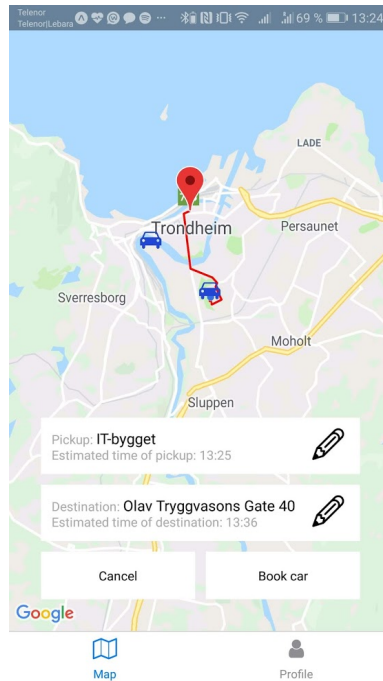 Telenor
Telenor|Lebara
69 % 13:24
LADE
Trondheim
Persaunet
Sverresborg
Moholt
Sluppen
Pickup: IT-bygget
Estimated time of pickup: 13:25
Destination: Olav Tryggvasons Gate 40
Estimated time of destination: 13:36
Cancel Book car
Google
Map Profile